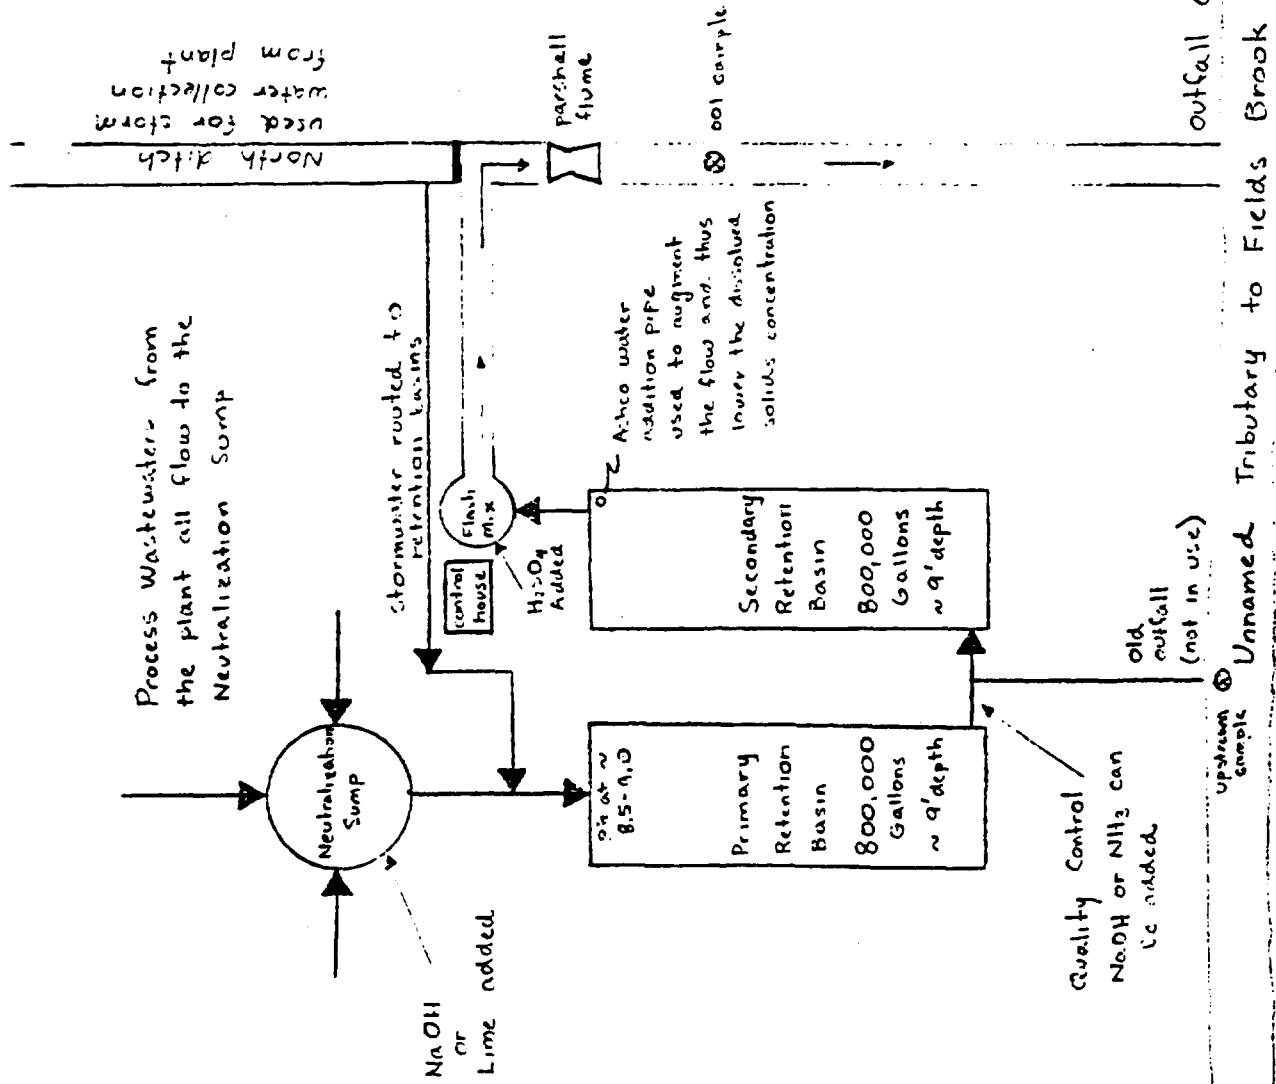 Process Wastewaters from
the plant all flow to the
Neutralization Sump
Neutralization
Sump
NaOH
or
Lime added
Stormwater routed to
retention basins
North ditch
used for storm
water collection
from plant
control
house
Flash
Mix
H2SO4
Added
parshall
flume
001 sample
Ashco water
addition pipe
used to augment
the flow and thus
lower the dissolved
solids concentration
pH at ~
8.5-9.0
Primary
Retention
Basin
800,000
Gallons
~ 9' depth
Secondary
Retention
Basin
800,000
Gallons
~ 9' depth
Quality Control
NaOH or NH3 can
be added
Old
outfall
(not in use)
upstream
sample
outfall
Unnamed Tributary to Fields Brook